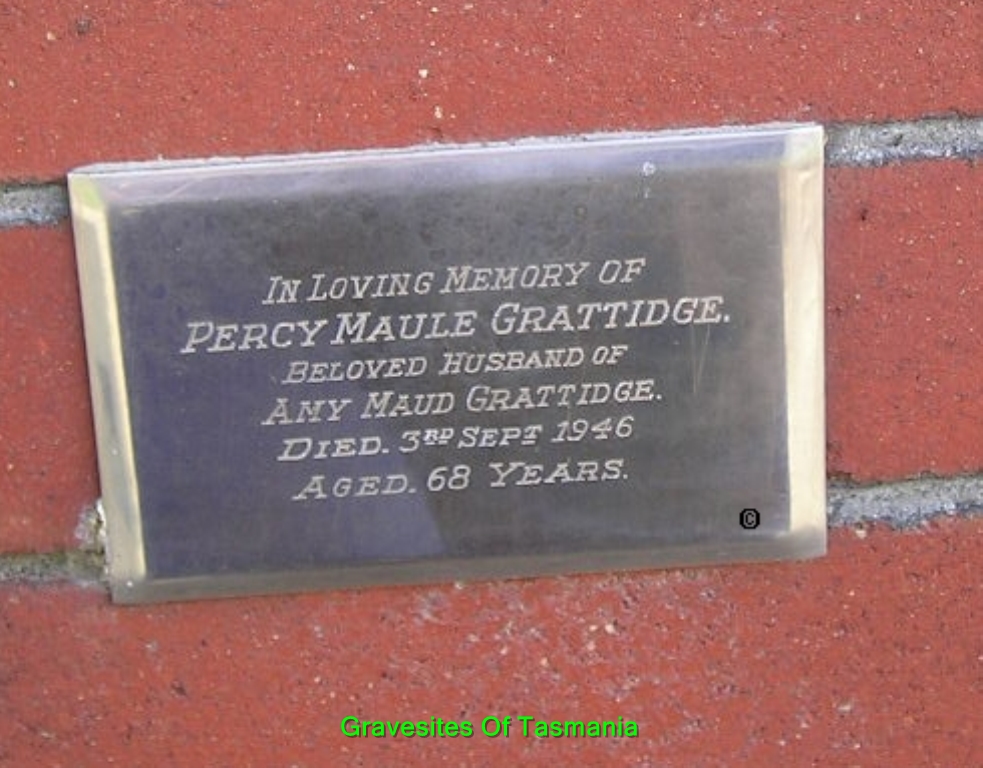 IN LOVING MEMORY OF
PERCY MAULE GRATTIDGE.
BELOVED HUSBAND OF
AMY MAUD GRATTIDGE.
DIED. 3RD SEPT 1946
AGED. 68 YEARS.
©
Gravesites Of Tasmania